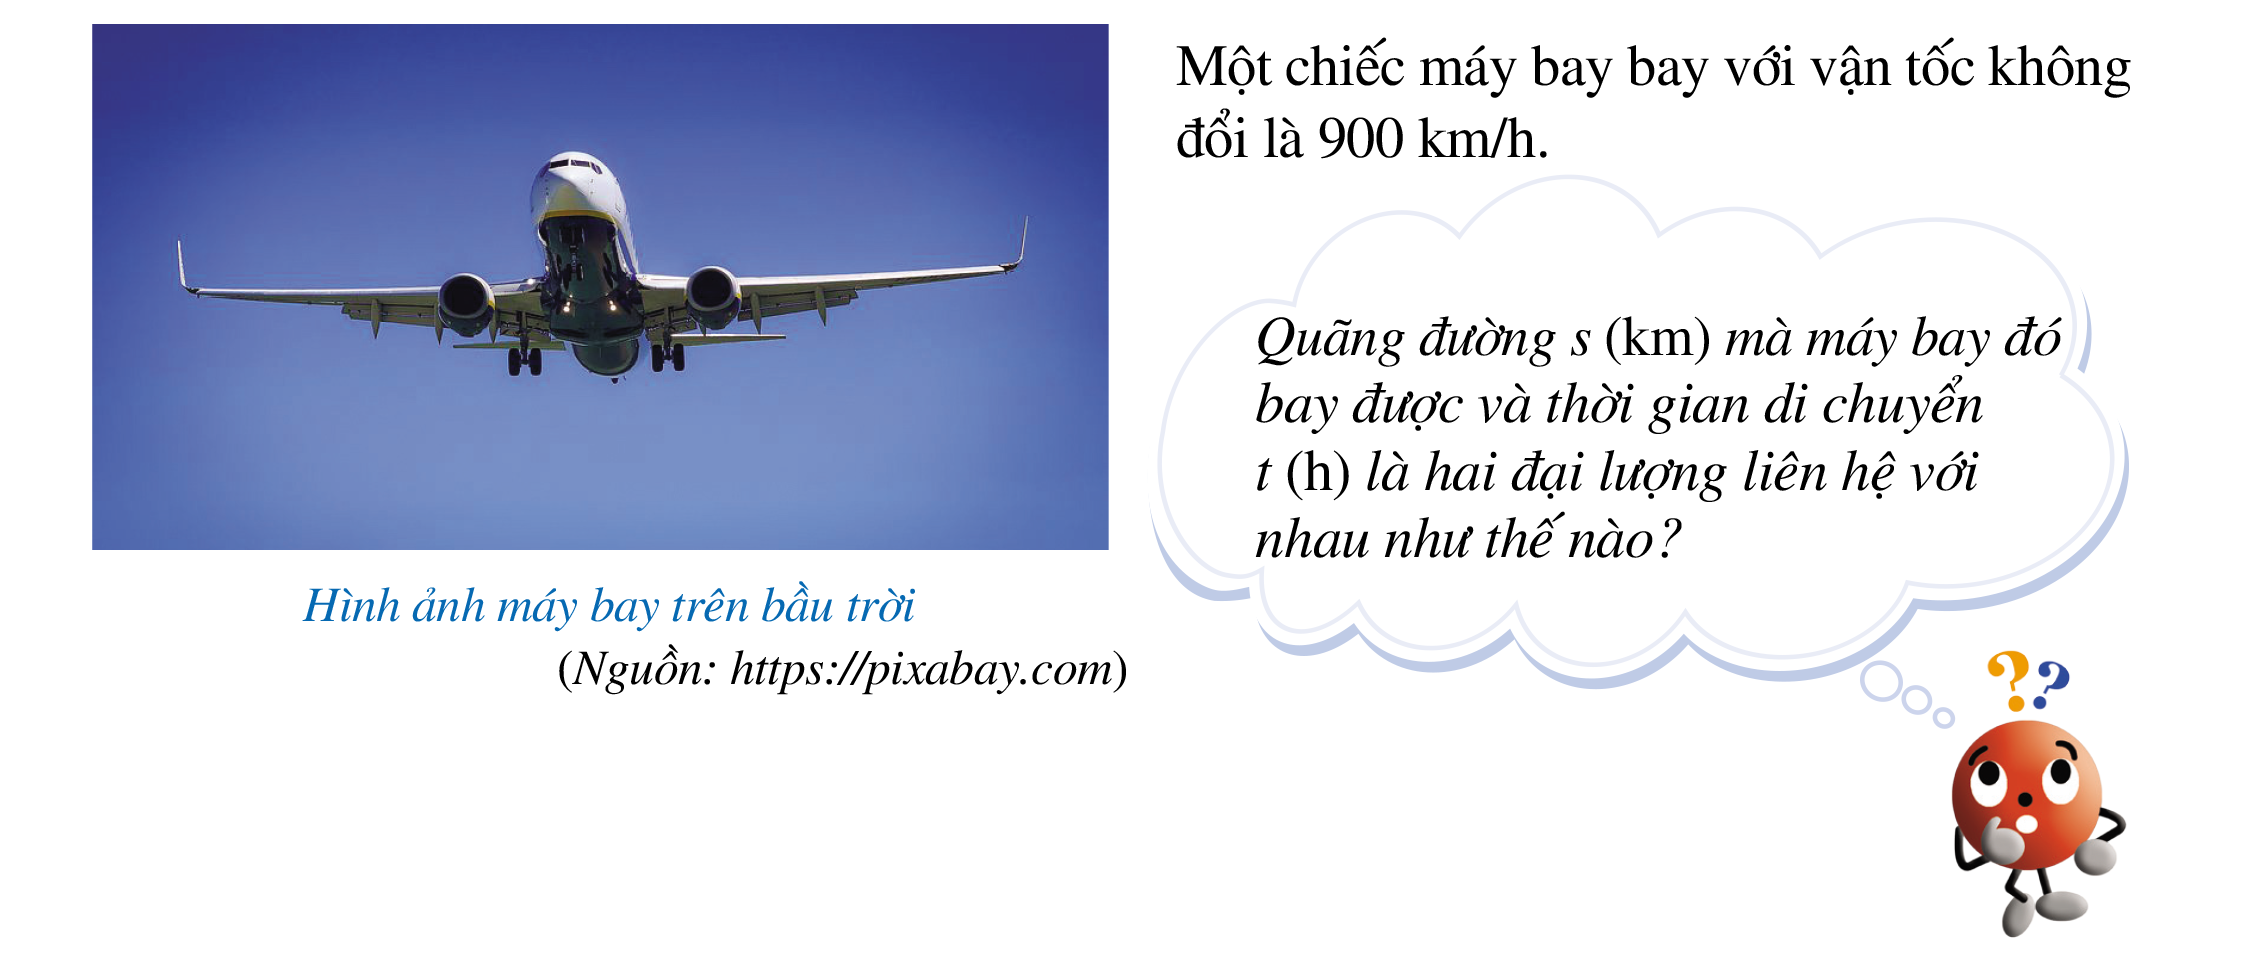 Một chiếc máy bay bay với vận tốc không
đổi là 900 km/h.
Quãng đường s (km) mà máy bay đó
bay được và thời gian di chuyển
t (h) là hai đại lượng liên hệ với
nhau như thế nào?
Hình ảnh máy bay trên bầu trời
(Nguồn: https://pixabay.com)
??